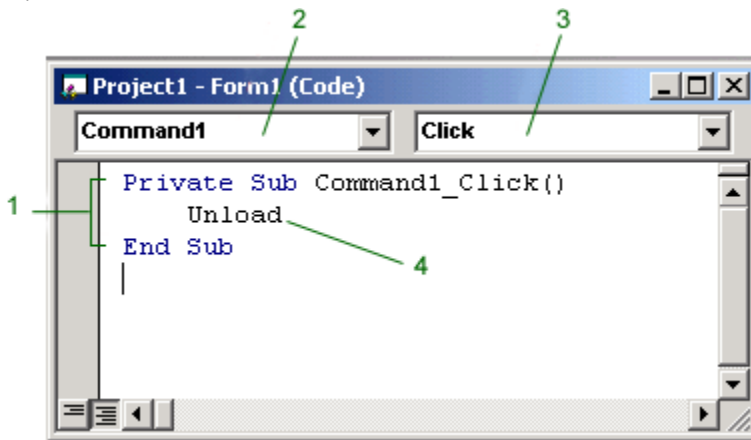 2 3
Project1 - Form1 (Code)
Command1 Click
Private Sub Command1_Click()
1
Unload
End Sub
4